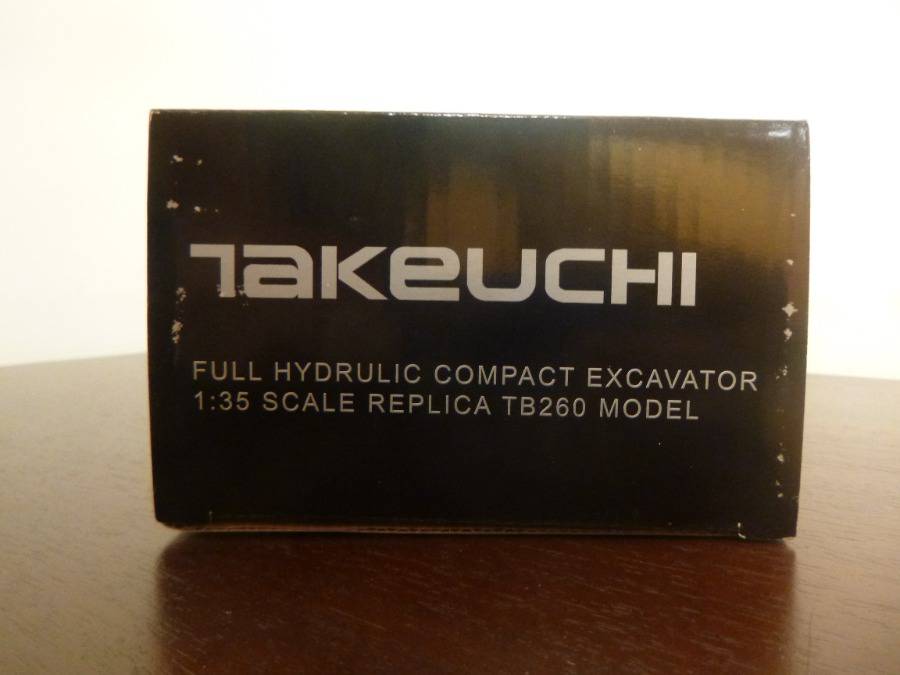 TAKEUCHI
FULL HYDRULIC COMPACT EXCAVATOR
1:35 SCALE REPLICA TB260 MODEL